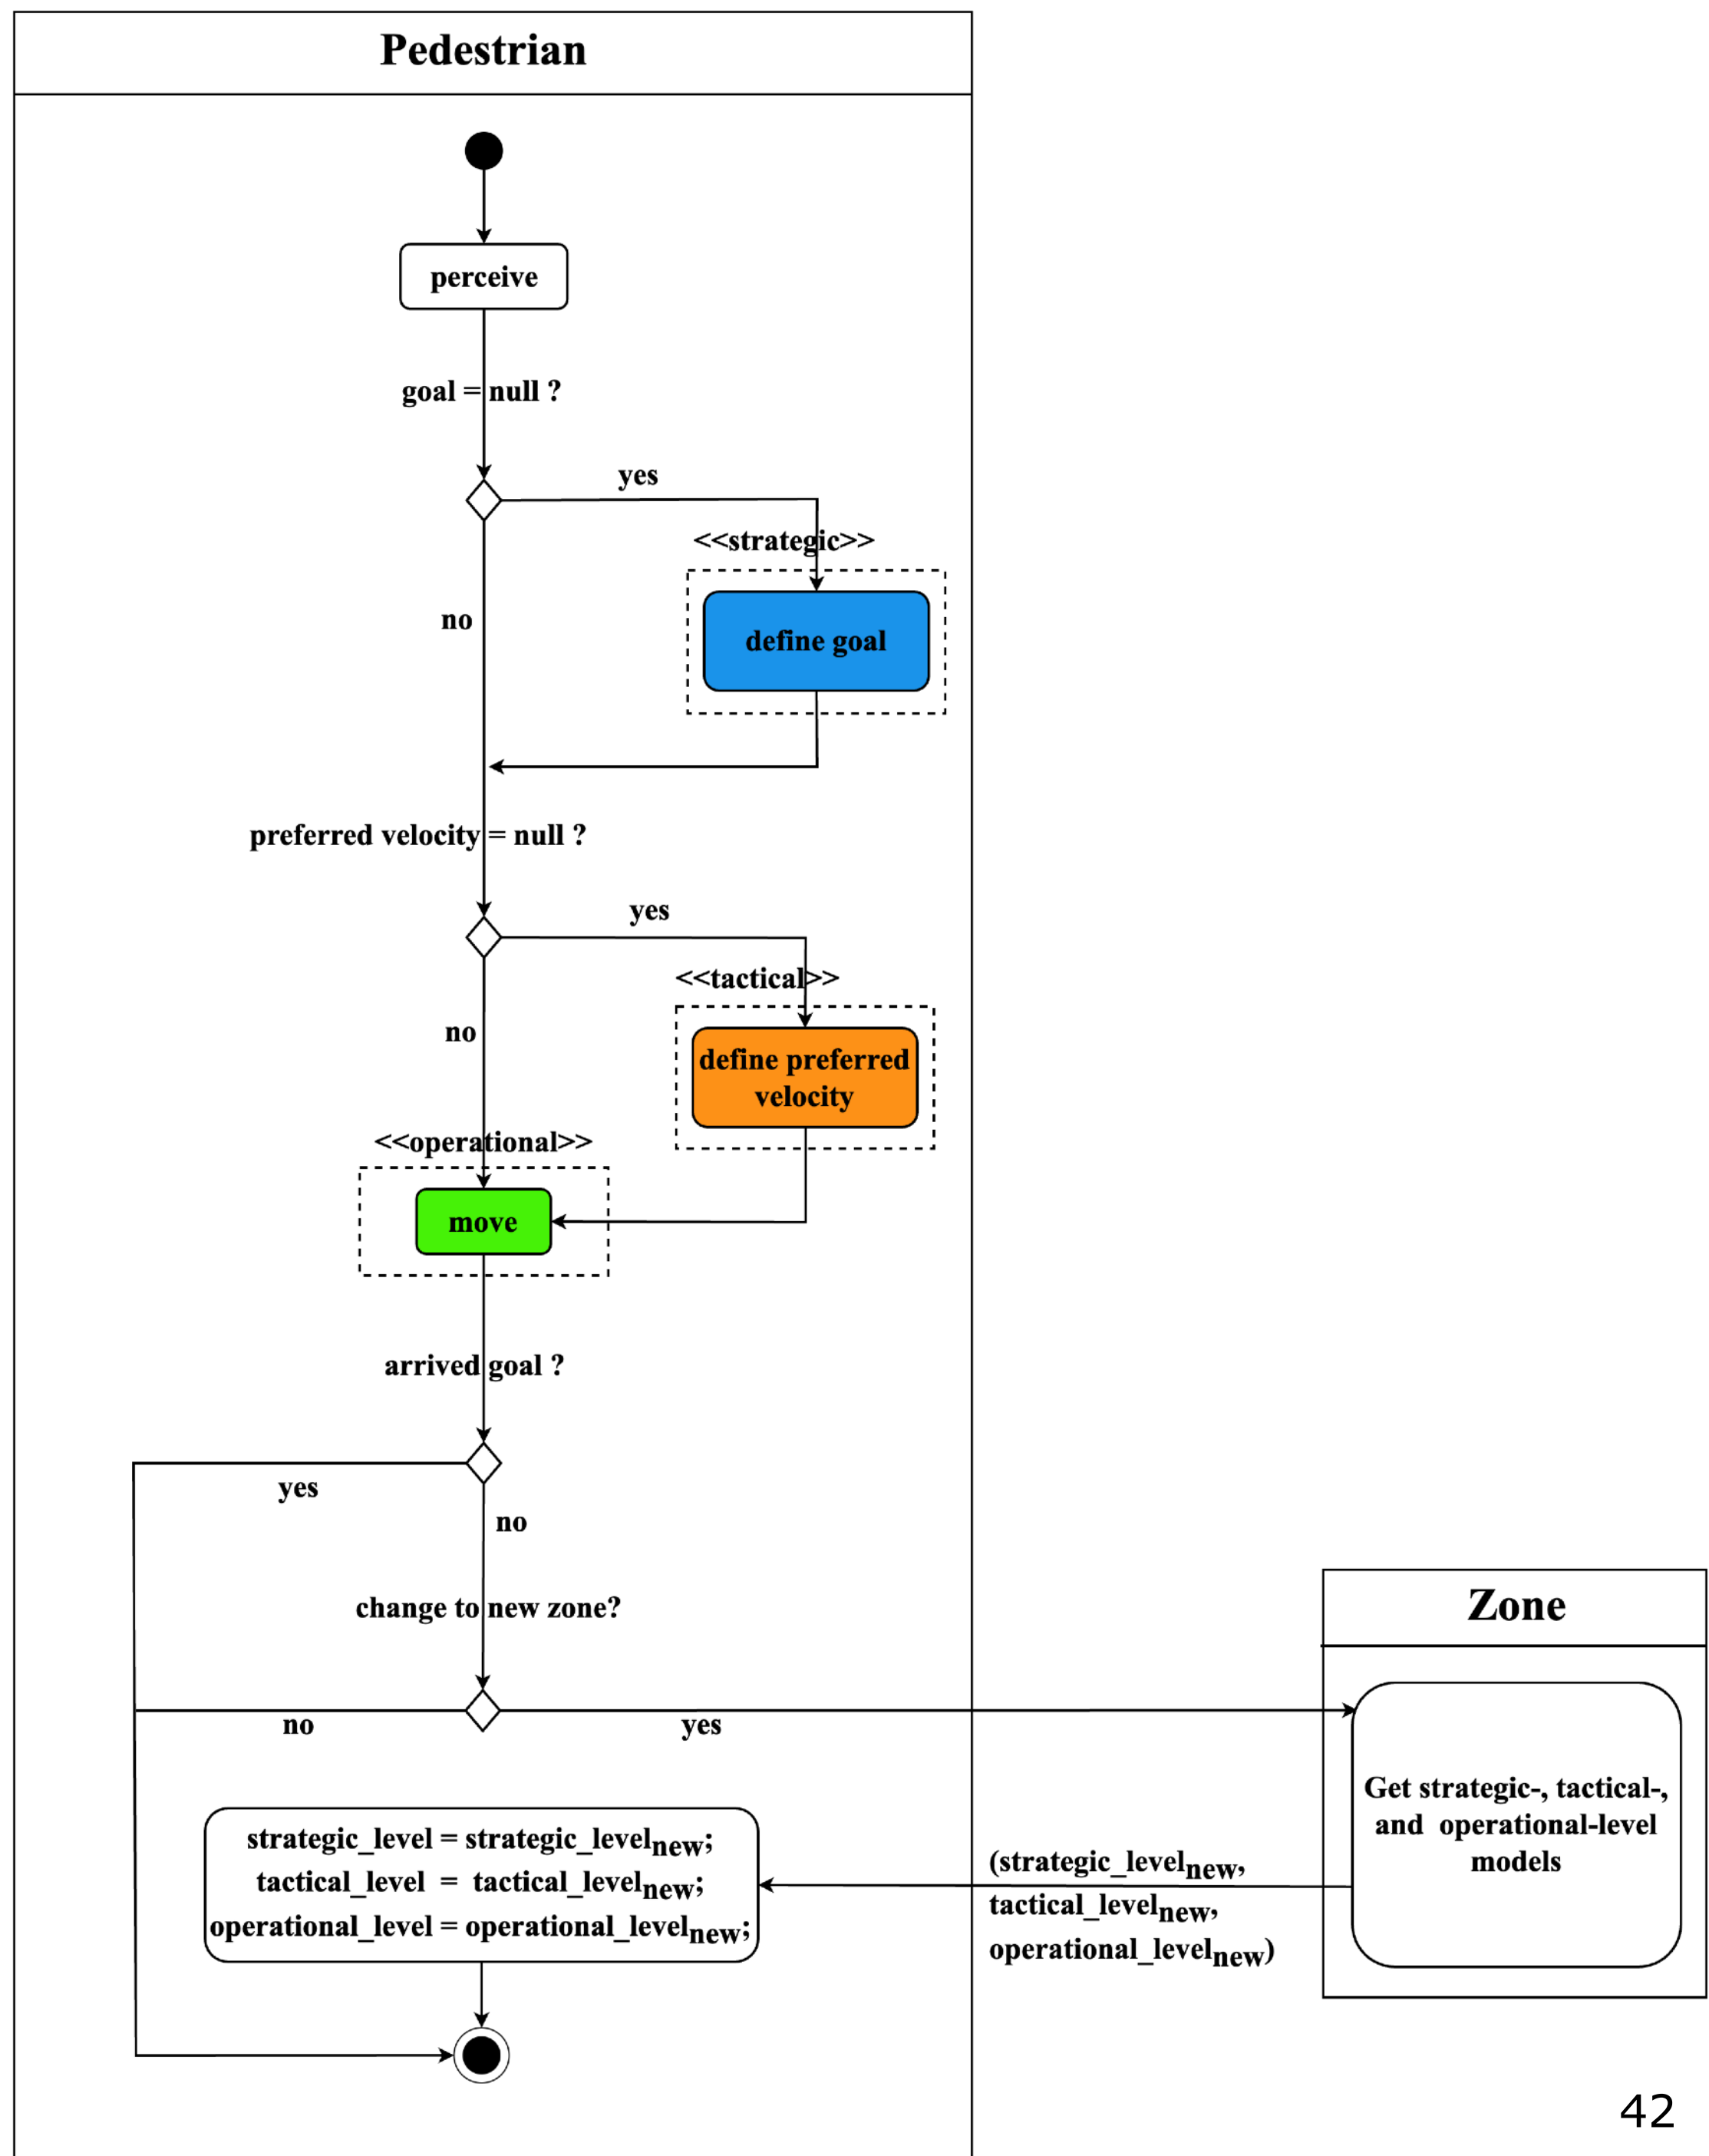 Pedestrian
perceive
goal = null ?
yes
<<strategic>>
no
define goal
preferred velocity = null ?
yes
<<tactical>>
no
define preferred
velocity
<<operational>>
move
arrived goal ?
yes
no
change to new zone?
Zone
no
yes
Get strategic-, tactical-,
and operational-level
models
strategic_level = strategic_levelnew;
tactical_level = tactical_levelnew;
operational_level = operational_levelnew;
(strategic_levelnew,
tactical_levelnew,
operational_levelnew)
42